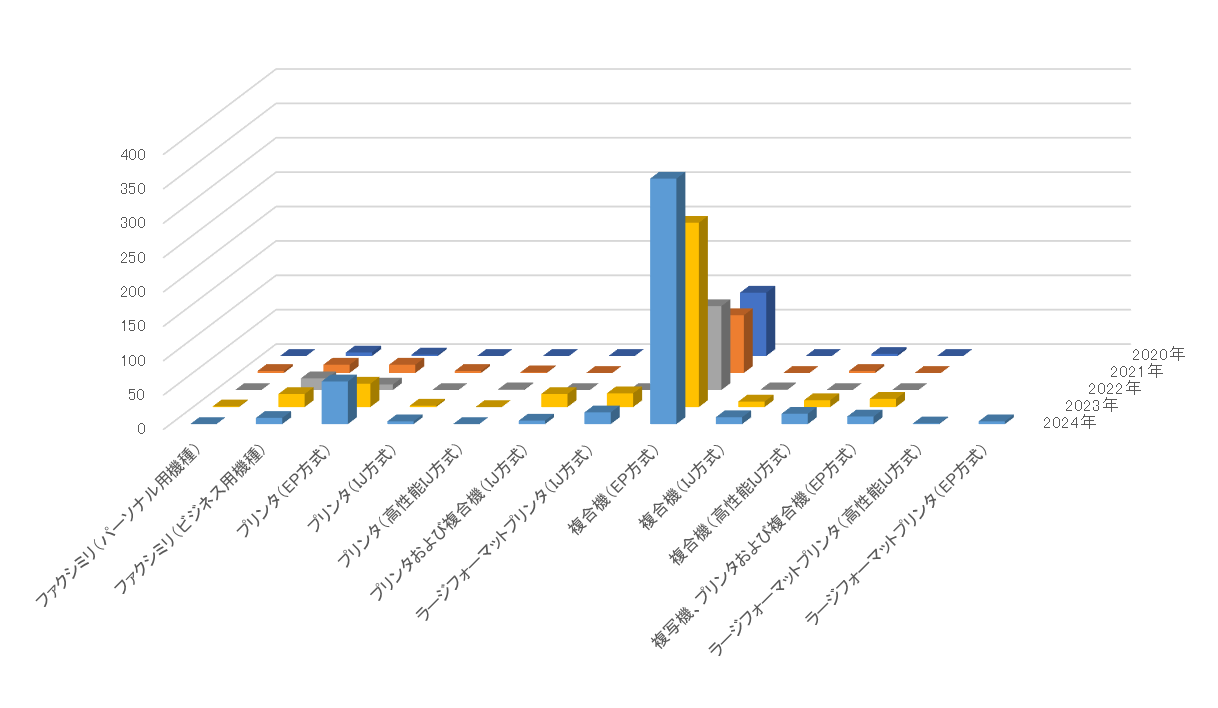 400
350
300
250
200
150
100
50
0
2020年
2021年
2022年
2023年
2024年
ファクシミリ（パーソナル用機種）
ファクシミリ（ビジネス用機種）
プリンタ（EP方式）
プリンタ（IJ方式）
プリンタ（高性能IJ方式）
プリンタおよび複合機（IJ方式）
ラージフォーマットプリンタ（IJ方式）
複合機（EP方式）
複合機（IJ方式）
複合機（高性能IJ方式）
複写機、プリンタおよび複合機（EP方式）
ラージフォーマットプリンタ（高性能IJ方式）
ラージフォーマットプリンタ（EP方式）